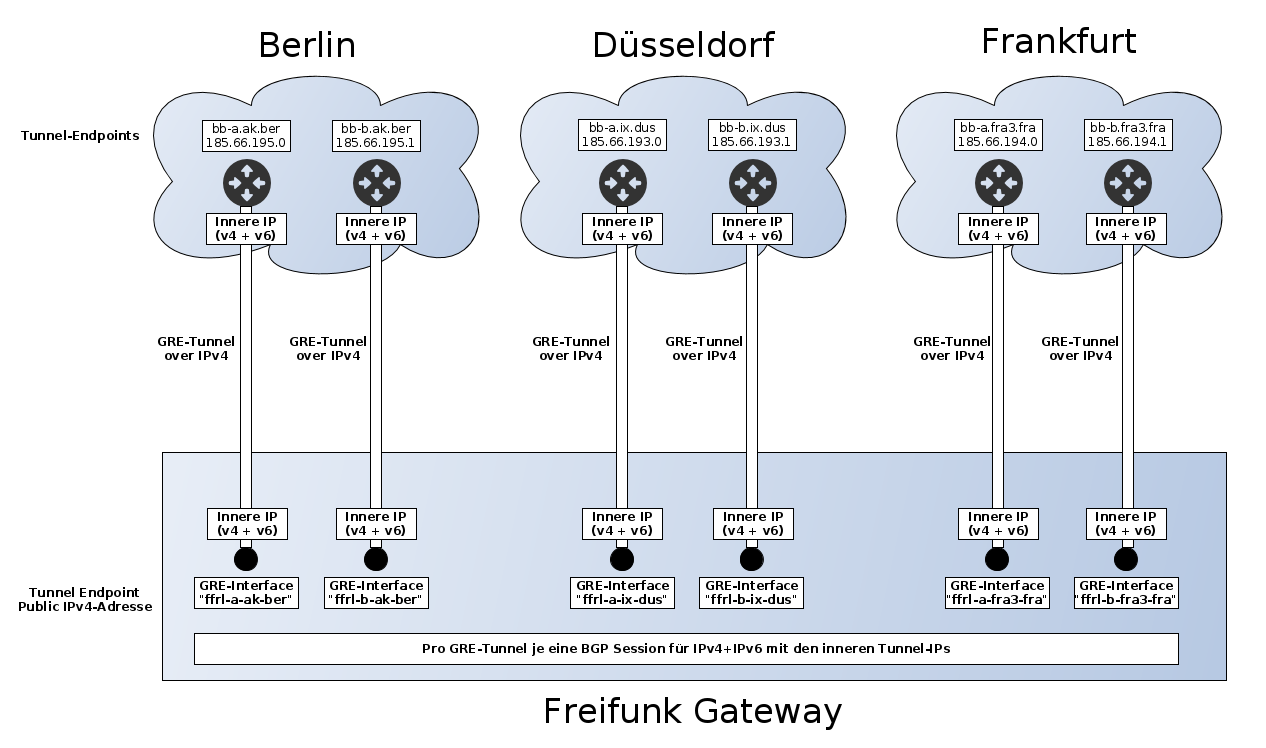 Berlin
Düsseldorf
Frankfurt
Tunnel-Endpoints
bb-a.ak.ber
185.66.195.0
bb-b.ak.ber
185.66.195.1
bb-a.ix.dus
185.66.193.0
bb-b.ix.dus
185.66.193.1
bb-a.fra3.fra
185.66.194.0
bb-b.fra3.fra
185.66.194.1
Innere IP
(v4 + v6)
Innere IP
(v4 + v6)
Innere IP
(v4 + v6)
Innere IP
(v4 + v6)
Innere IP
(v4 + v6)
Innere IP
(v4 + v6)
GRE-Tunnel
over IPv4
GRE-Tunnel
over IPv4
GRE-Tunnel
over IPv4
GRE-Tunnel
over IPv4
GRE-Tunnel
over IPv4
GRE-Tunnel
over IPv4
Innere IP
(v4 + v6)
Innere IP
(v4 + v6)
Innere IP
(v4 + v6)
Innere IP
(v4 + v6)
Innere IP
(v4 + v6)
Innere IP
(v4 + v6)
Tunnel Endpoint
Public IPv4-Adresse
GRE-Interface
"ffrl-a-ak-ber"
GRE-Interface
"ffrl-b-ak-ber"
GRE-Interface
"ffrl-a-ix-dus"
GRE-Interface
"ffrl-b-ix-dus"
GRE-Interface
"ffrl-a-fra3-fra"
GRE-Interface
"ffrl-b-fra3-fra"
Pro GRE-Tunnel je eine BGP Session für IPv4+IPv6 mit den inneren Tunnel-IPs
Freifunk Gateway